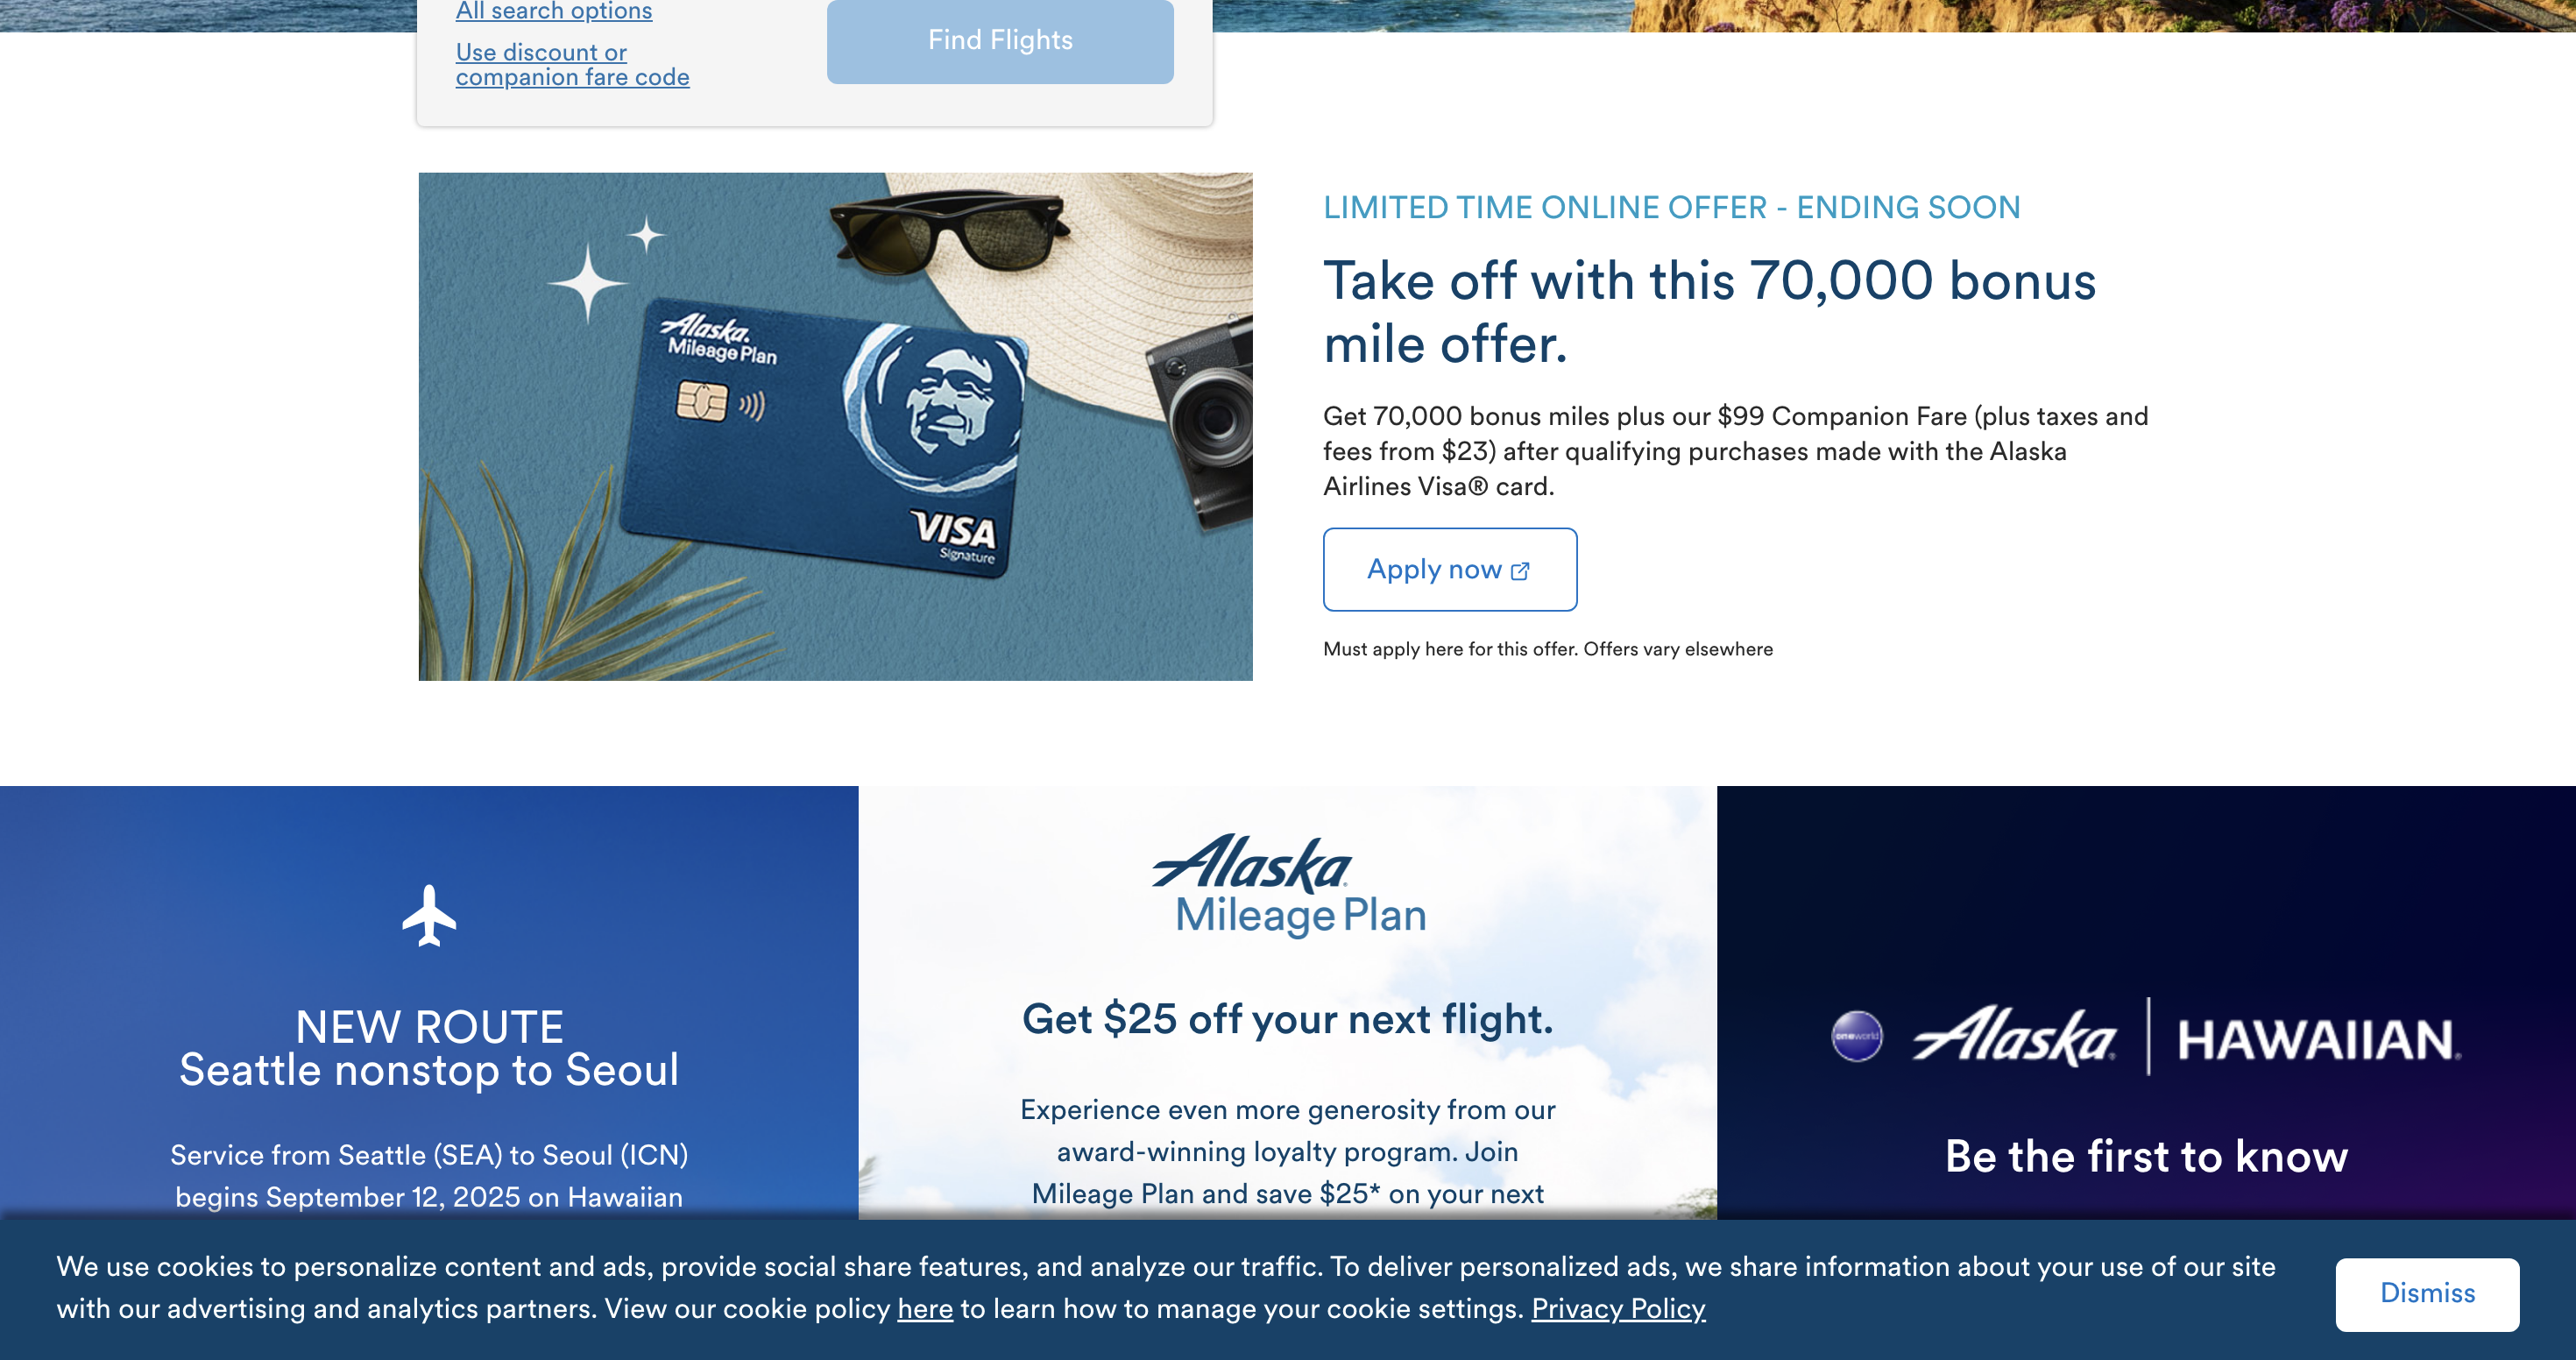 All search options
Use discount or
companion fare code
Find Flights
Alaska.
Mileage Plan
VISA
Signature
LIMITED TIME ONLINE OFFER - ENDING SOON
Take off with this 70,000 bonus
mile offer.
Get 70,000 bonus miles plus our $99 Companion Fare (plus taxes and
fees from $23) after qualifying purchases made with the Alaska
Airlines Visa® card.
Apply now
Must apply here for this offer. Offers vary elsewhere
NEW ROUTE
Seattle nonstop to Seoul
Service from Seattle (SEA) to Seoul (ICN)
begins September 12, 2025 on Hawaiian
Alaska
Mileage Plan
Get $25 off your next flight.
Experience even more generosity from our
award-winning loyalty program. Join
Mileage Plan and save $25* on your next
oneworld Alaska HAWAIIAN
Be the first to know
We use cookies to personalize content and ads, provide social share features, and analyze our traffic. To deliver personalized ads, we share information about your use of our site
with our advertising and analytics partners. View our cookie policy here to learn how to manage your cookie settings. Privacy Policy
Dismiss